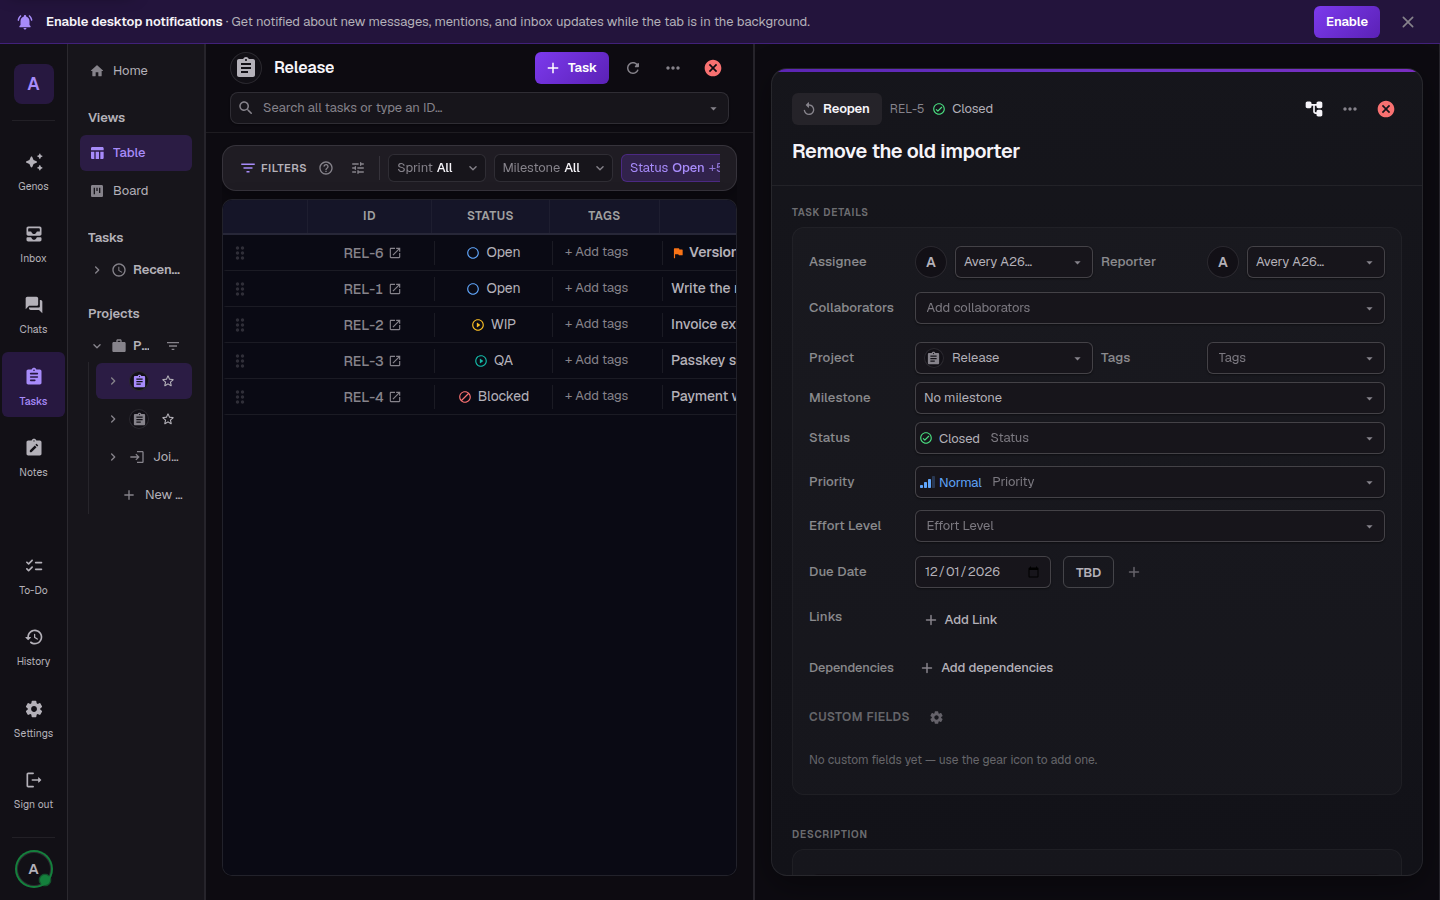 Enable desktop notifications · Get notified about new messages, mentions, and inbox updates while the tab is in the background.
Enable
A
Genos
Inbox
Chats
Tasks
Notes
To-Do
History
Settings
Sign out
A
Home
Views
Table
Board
Tasks
Recen...
Projects
P...
Joi...
New ...
Release
Task
Search all tasks or type an ID...
FILTERS
Sprint All
Milestone All
Status Open +5
ID STATUS TAGS
REL-6 Open + Add tags Version
REL-1 Open + Add tags Write the
REL-2 WIP + Add tags Invoice ex
REL-3 QA + Add tags Passkey s
REL-4 Blocked + Add tags Payment w
Reopen REL-5 Closed
Remove the old importer
TASK DETAILS
Assignee A Avery A26... Reporter A Avery A26...
Collaborators Add collaborators
Project Release Tags Tags
Milestone No milestone
Status Closed Status
Priority Normal Priority
Effort Level Effort Level
Due Date 12/01/2026 TBD
Links Add Link
Dependencies Add dependencies
CUSTOM FIELDS
No custom fields yet — use the gear icon to add one.
DESCRIPTION